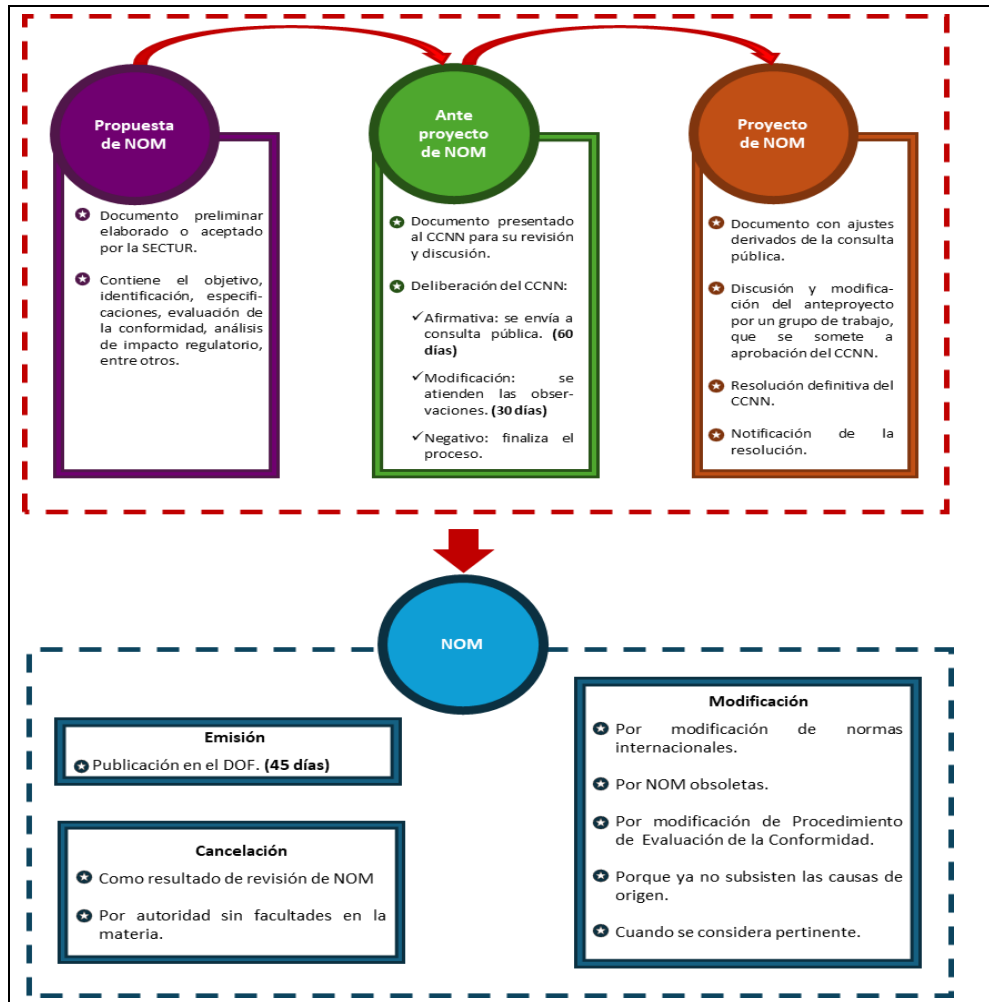 Propuesta
de NOM
Documento preliminar
elaborado o aceptado
por la SECTUR.
Contiene el objetivo,
identificación, especifi-
caciones, evaluación de
la conformidad, análisis
de impacto regulatorio,
entre otros.
Ante
proyecto
de NOM
Documento presentado
al CCNN para su revisión
y discusión.
Deliberación del CCNN:
✓Afirmativa: se envía a
consulta pública. (60
días)
✓Modificación: se
atienden las obser-
vaciones. (30 días)
✓Negativo: finaliza el
proceso.
Proyecto
de NOM
Documento con ajustes
derivados de la consulta
pública.
Discusión y modifica-
ción del anteproyecto
por un grupo de trabajo,
que se somete a
aprobación del CCNN.
Resolución definitiva del
CCNN.
Notificación de la
resolución.
NOM
Emisión
Publicación en el DOF. (45 días)
Cancelación
Como resultado de revisión de NOM
Por autoridad sin facultades en la
materia.
Modificación
Por modificación de normas
internacionales.
Por NOM obsoletas.
Por modificación de Procedimiento
de Evaluación de la Conformidad.
Porque ya no subsisten las causas de
origen.
Cuando se considera pertinente.